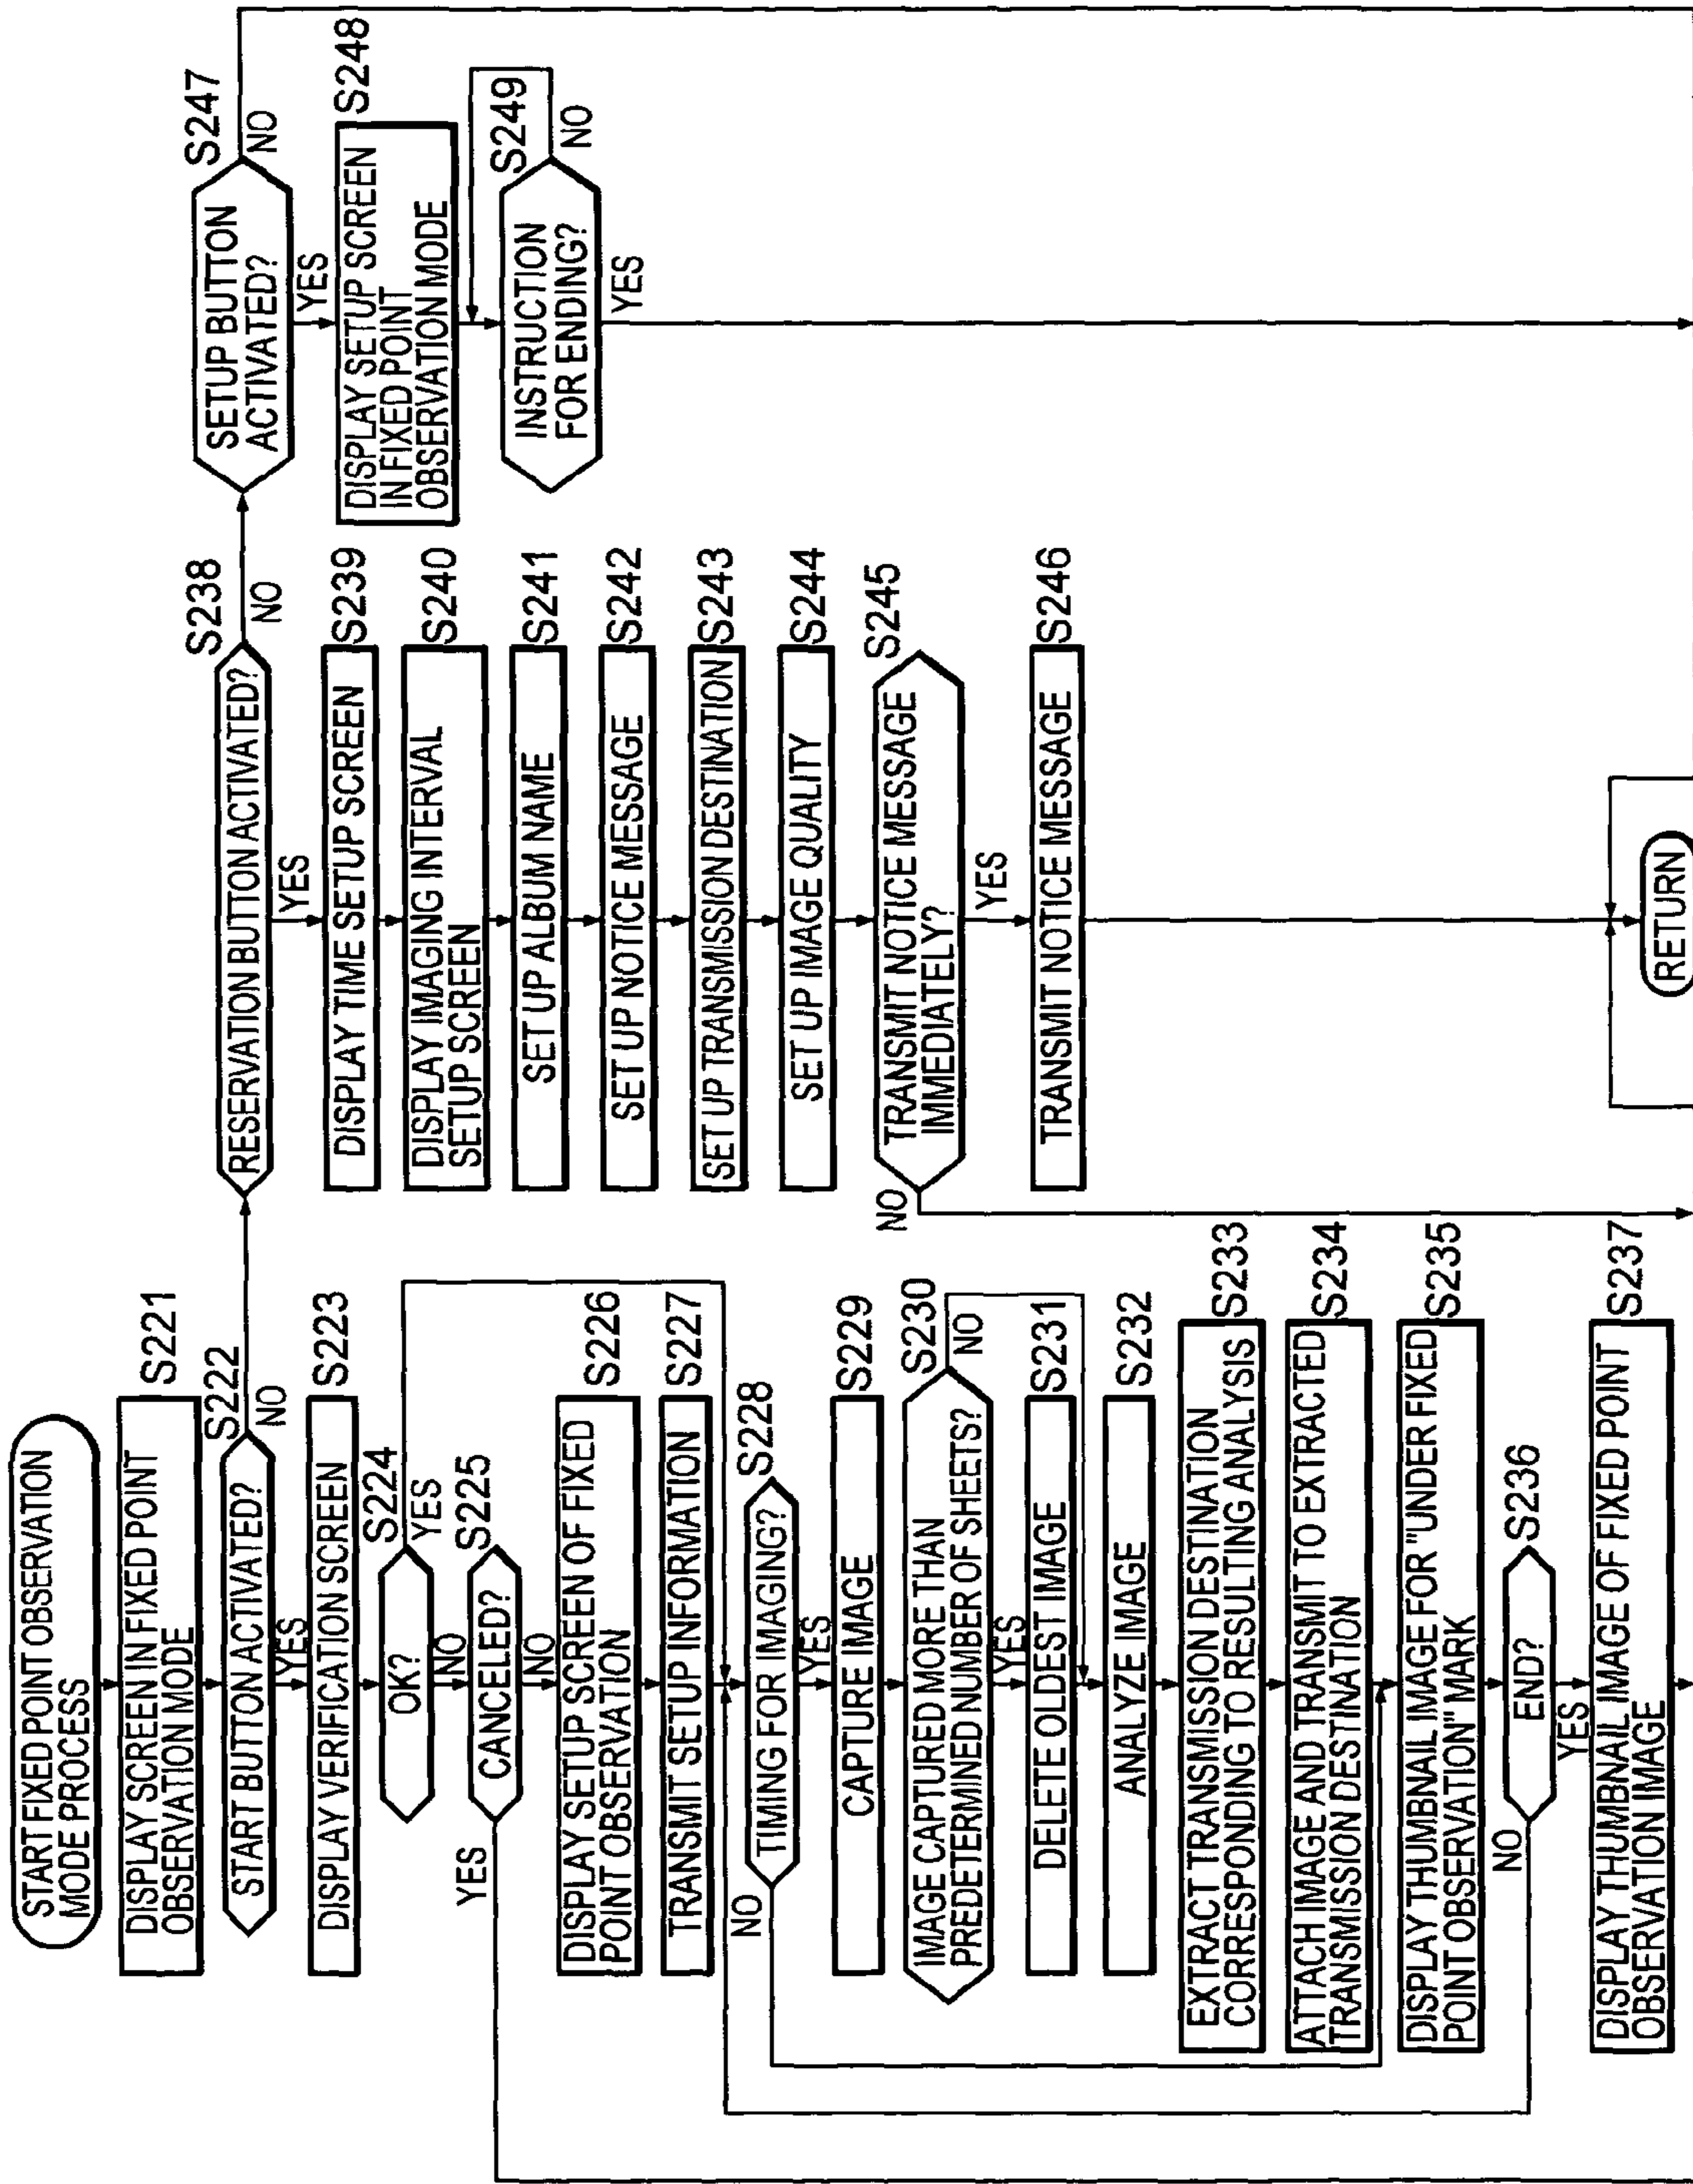 START FIXED POINT OBSERVATION
MODE PROCESS
DISPLAY SCREEN IN FIXED POINT
OBSERVATION MODE
S221
START BUTTON ACTIVATED?
S222
NO
YES
DISPLAY VERIFICATION SCREEN
S223
OK?
S224
YES
NO
CANCELED?
S225
YES
NO
DISPLAY SETUP SCREEN OF FIXED
POINT OBSERVATION
S226
TRANSMIT SETUP INFORMATION
S227
TIMING FOR IMAGING?
S228
NO
YES
CAPTURE IMAGE
S229
IMAGE CAPTURED MORE THAN
PREDETERMINED NUMBER OF SHEETS?
S230
NO
YES
DELETE OLDEST IMAGE
S231
ANALYZE IMAGE
S232
EXTRACT TRANSMISSION DESTINATION
CORRESPONDING TO RESULTING ANALYSIS
S233
ATTACH IMAGE AND TRANSMIT TO EXTRACTED
TRANSMISSION DESTINATION
S234
DISPLAY THUMBNAIL IMAGE FOR "UNDER FIXED
POINT OBSERVATION" MARK
S235
END?
S236
NO
YES
DISPLAY THUMBNAIL IMAGE OF FIXED POINT
OBSERVATION IMAGE
S237
RESERVATION BUTTON ACTIVATED?
S238
NO
YES
DISPLAY TIME SETUP SCREEN
S239
DISPLAY IMAGING INTERVAL
SETUP SCREEN
S240
SET UP ALBUM NAME
S241
SET UP NOTICE MESSAGE
S242
SET UP TRANSMISSION DESTINATION
S243
SET UP IMAGE QUALITY
S244
TRANSMIT NOTICE MESSAGE
IMMEDIATELY?
S245
NO
YES
TRANSMIT NOTICE MESSAGE
S246
RETURN
SETUP BUTTON
ACTIVATED?
S247
NO
YES
DISPLAY SETUP SCREEN
IN FIXED POINT
OBSERVATION MODE
S248
INSTRUCTION
FOR ENDING?
S249
NO
YES